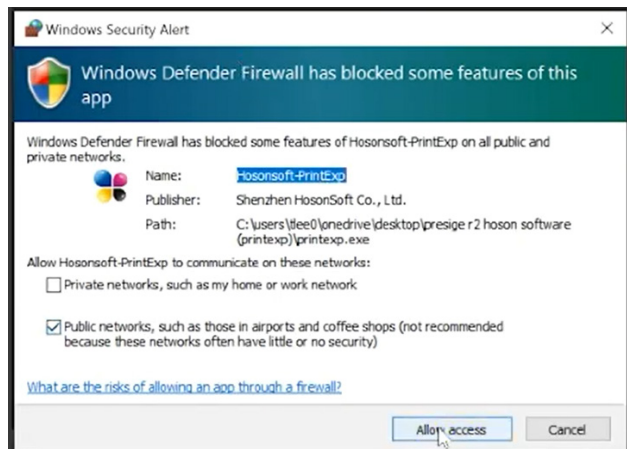 Windows Security Alert
Windows Defender Firewall has blocked some features of this
app
Windows Defender Firewall has blocked some features of Hosonsoft-PrintExp on all public and
private networks.
Name: Hosonsoft-PrintExp
Publisher: Shenzhen HosonSoft Co., Ltd.
Path: C:\users\tlee0\onedrive\desktop\presige r2 hoson software
(printexp)\printexp.exe
Allow Hosonsoft-PrintExp to communicate on these networks:
Private networks, such as my home or work network
Public networks, such as those in airports and coffee shops (not recommended
because these networks often have little or no security)
What are the risks of allowing an app through a firewall?
Allow access Cancel